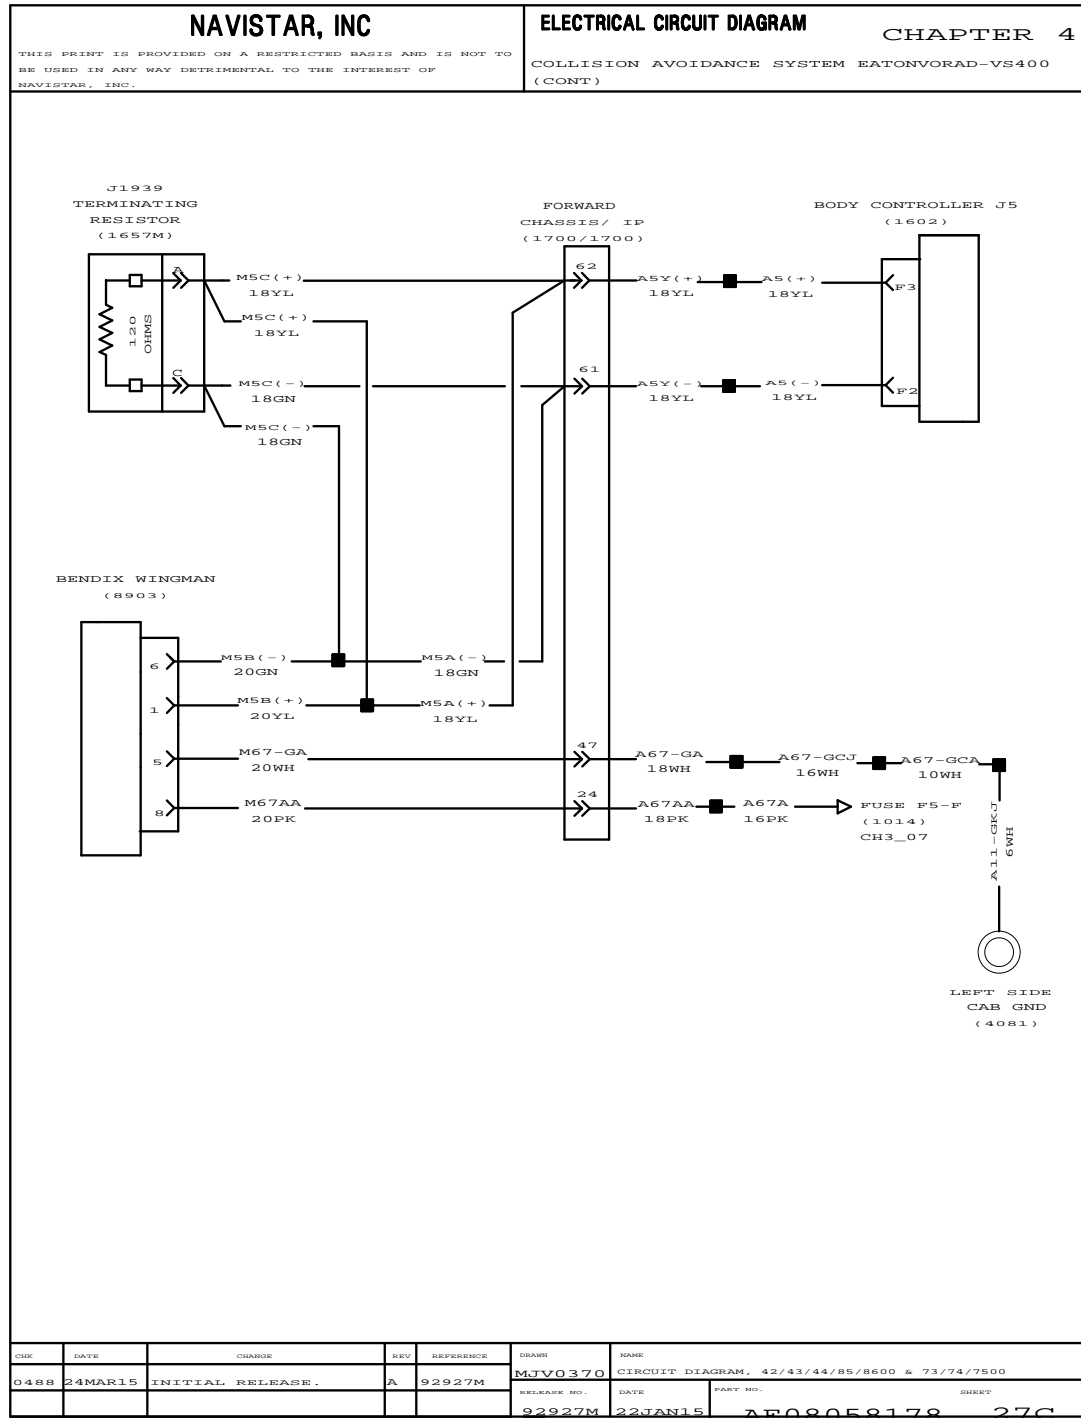 NAVISTAR, INC
THIS PRINT IS PROVIDED ON A RESTRICTED BASIS AND IS NOT TO
BE USED IN ANY WAY DETRIMENTAL TO THE INTEREST OF
NAVISTAR, INC.
ELECTRICAL CIRCUIT DIAGRAM
CHAPTER 4
COLLISION AVOIDANCE SYSTEM EATONVORAD-VS400
(CONT)
J1939
TERMINATING
RESISTOR
(1657M)
FORWARD
CHASSIS/ IP
(1700/1700)
BODY CONTROLLER J5
(1602)
A
120
OHMS
C
M5C(+)
18YL
M5C(+)
18YL
M5C(-)
18GN
M5C(-)
18GN
62
61
A5Y(+)
18YL
A5(+)
18YL
F3
A5Y(-)
18YL
A5(-)
18YL
F2
BENDIX WINGMAN
(8903)
6
M5B(-)
20GN
M5A(-)
18GN
1
M5B(+)
20YL
M5A(+)
18YL
5
M67-GA
20WH
47
A67-GA
18WH
A67-GCJ
16WH
A67-GCA
10WH
8
M67AA
20PK
24
A67AA
18PK
A67A
16PK
FUSE F5-F
(1014)
CH3_07
A11-GKJ
6WH
LEFT SIDE
CAB GND
(4081)
CHK DATE CHANGE REV REFERENCE
0488 24MAR15 INITIAL RELEASE. A 92927M
DRAWN
MJV0370
NAME
CIRCUIT DIAGRAM, 42/43/44/85/8600 & 73/74/7500
RELEASE NO.
92927M
DATE
22JAN15
PART NO.
AF08058178
SHEET
27C